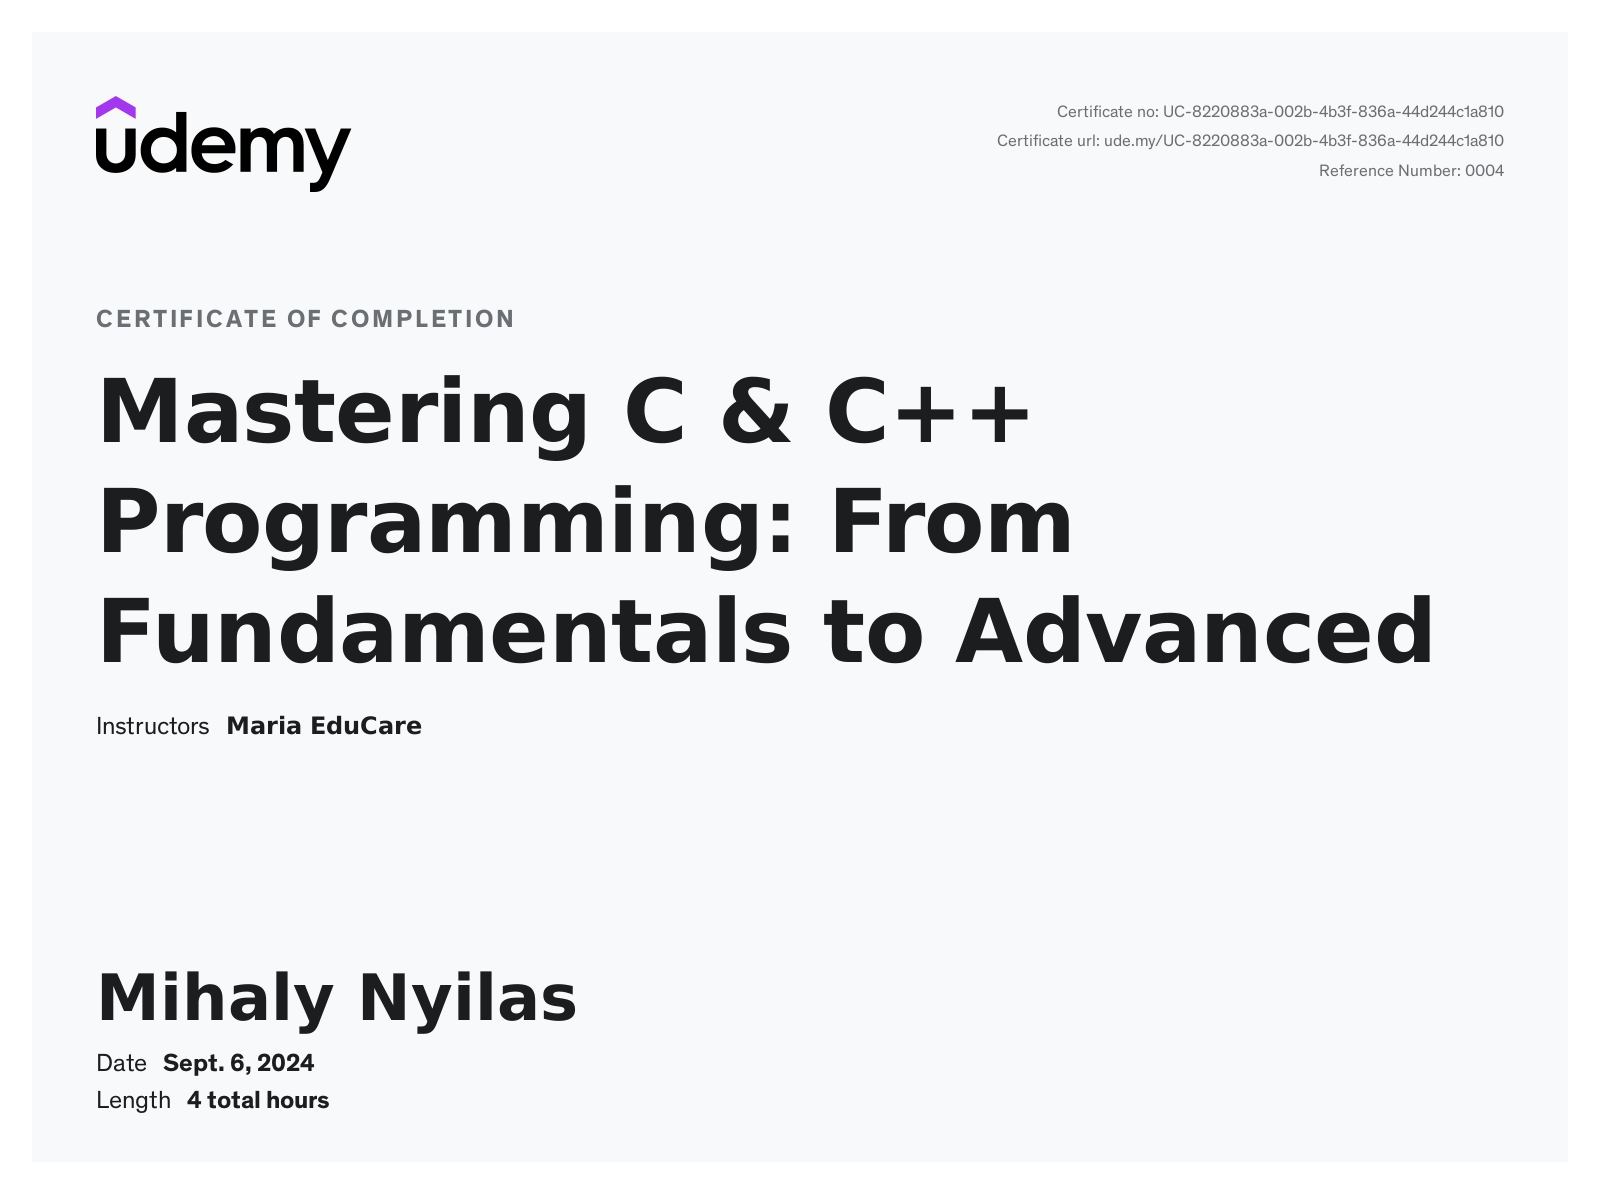 udemy
Certificate no: UC-8220883a-002b-4b3f-836a-44d244c1a810
Certificate url: ude.my/UC-8220883a-002b-4b3f-836a-44d244c1a810
Reference Number: 0004
CERTIFICATE OF COMPLETION
Mastering C & C++
Programming: From
Fundamentals to Advanced
Instructors Maria EduCare
Mihaly Nyilas
Date Sept. 6, 2024
Length 4 total hours